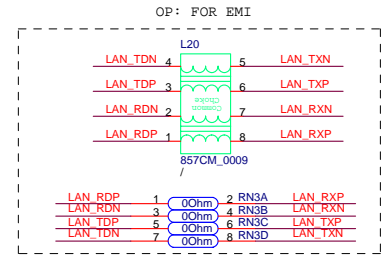 OP: FOR EMI
L20
LAN_TDN 4 5 LAN_TXN
LAN_TDP 3 6 LAN_TXP
Common
Choke
LAN_RDN 2 7 LAN_RXN
LAN_RDP 1 8 LAN_RXP
857CM_0009
/
LAN_RDP 1 0Ohm 2 RN3A LAN_RXP
LAN_RDN 3 0Ohm 4 RN3B LAN_RXN
LAN_TDP 5 0Ohm 6 RN3C LAN_TXP
LAN_TDN 7 0Ohm 8 RN3D LAN_TXN